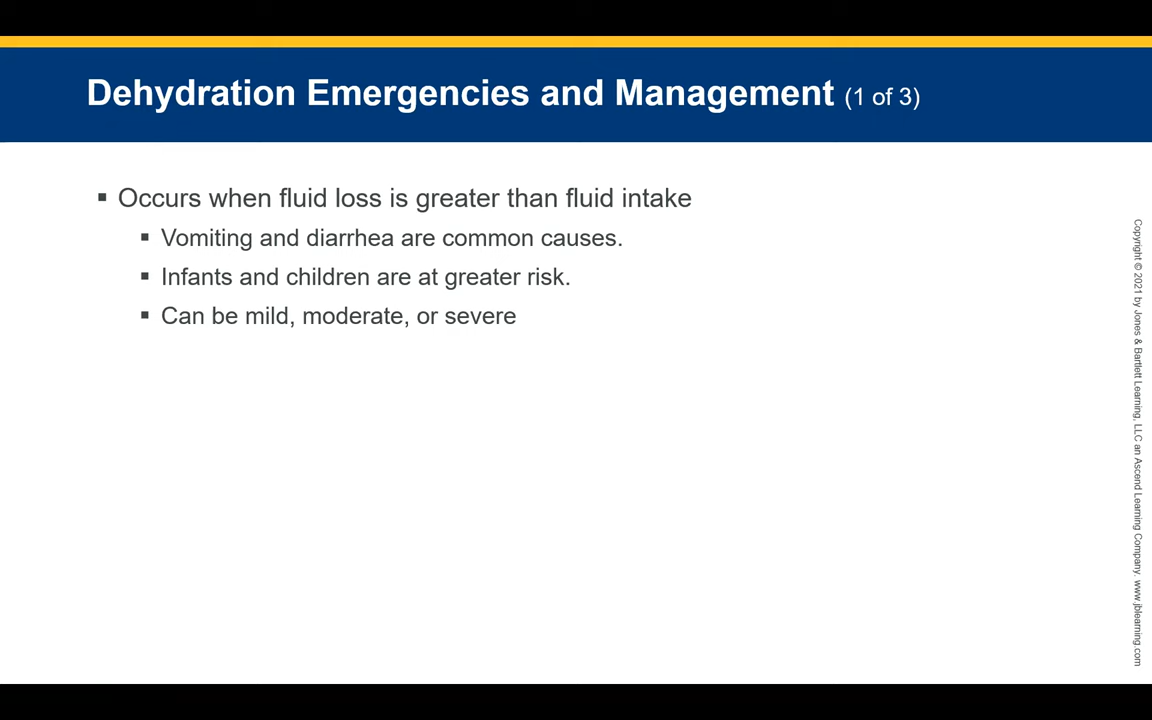 Dehydration Emergencies and Management (1 of 3)
▪ Occurs when fluid loss is greater than fluid intake
▪ Vomiting and diarrhea are common causes.
▪ Infants and children are at greater risk.
▪ Can be mild, moderate, or severe
Copyright © 2021 by Jones & Bartlett Learning, LLC an Ascend Learning Company. www.jblearning.com